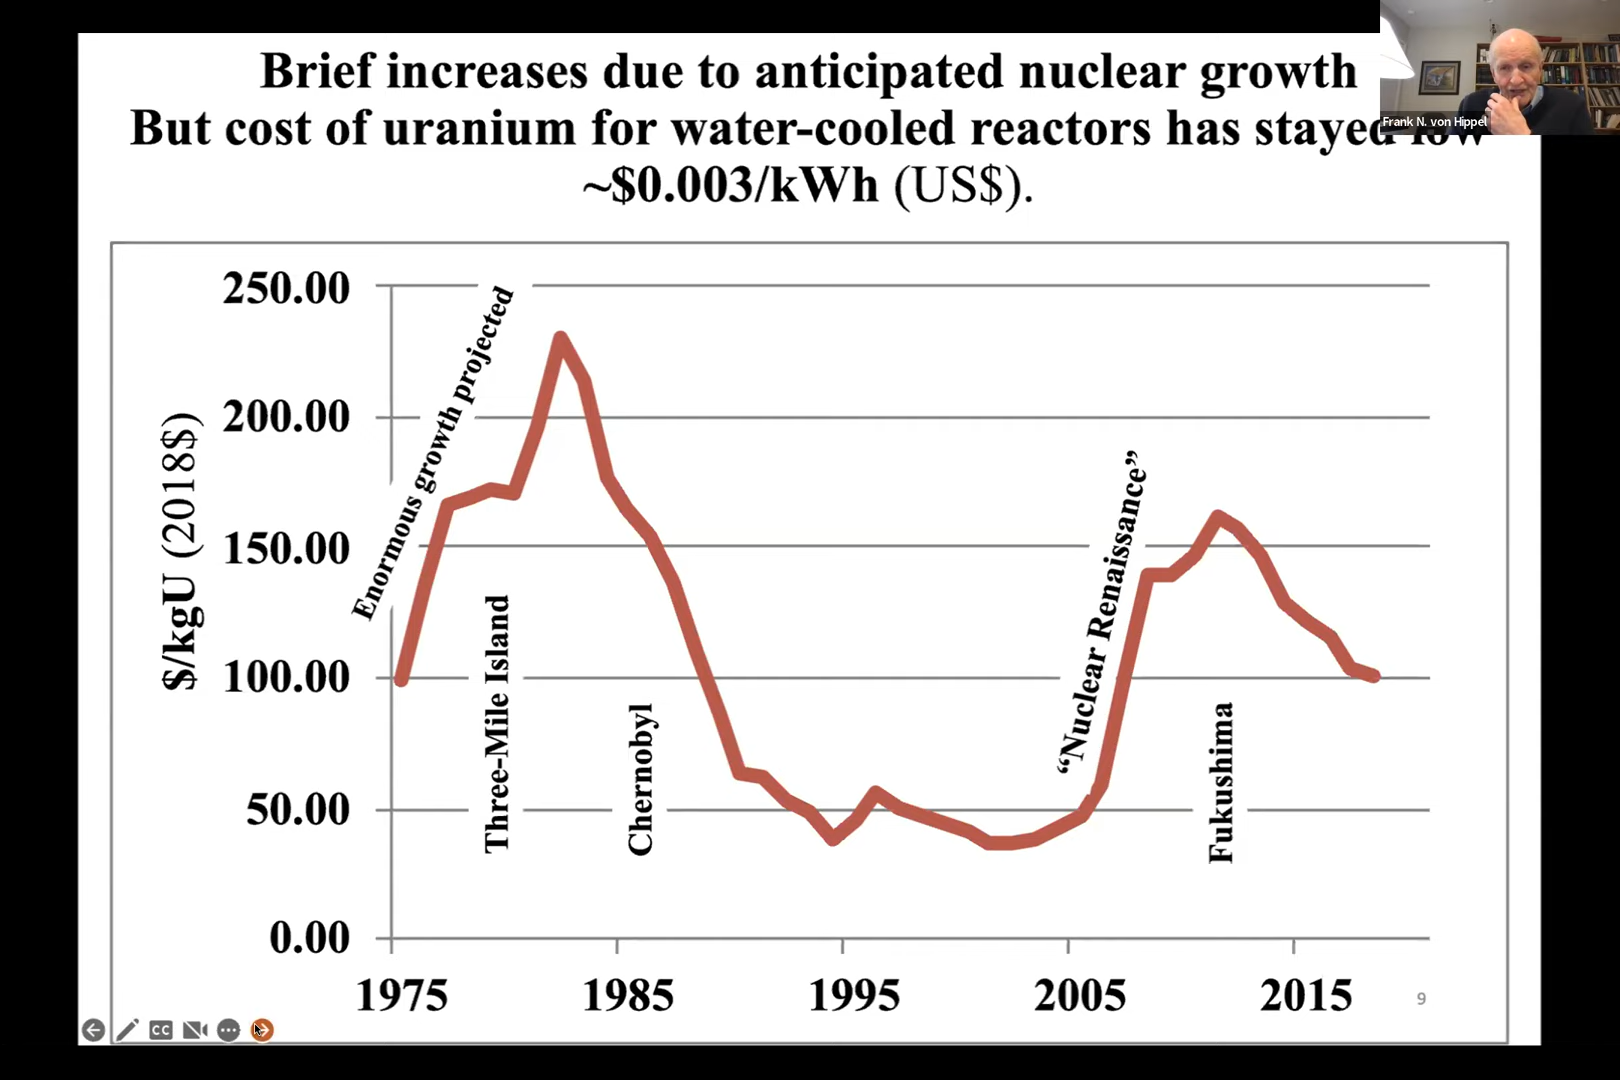 Brief increases due to anticipated nuclear growth
But cost of uranium for water-cooled reactors has stayed low
~$0.003/kWh (US$).
Frank N. von Hippel
$/kgU (2018$)
250.00
200.00
150.00
100.00
50.00
0.00
Enormous growth projected
Three-Mile Island
Chernobyl
“Nuclear Renaissance”
Fukushima
1975
1985
1995
2005
2015
9
CC